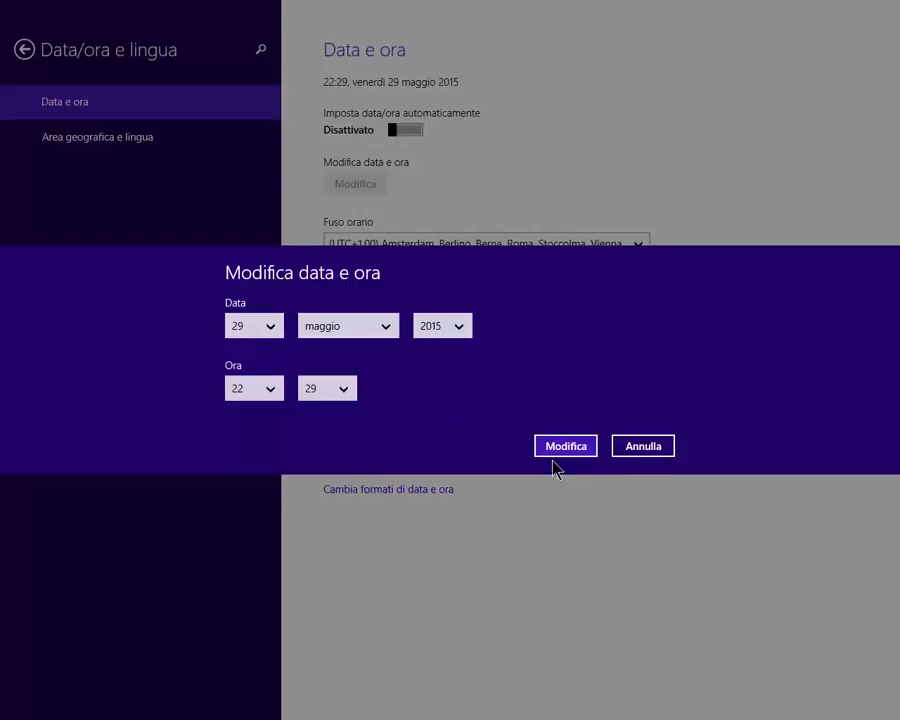 Data/ora e lingua
Data e ora
Area geografica e lingua
Data e ora
22:29, venerdì 29 maggio 2015
Imposta data/ora automaticamente
Disattivato
Modifica data e ora
Modifica
Fuso orario
(UTC+1.00) Amsterdam, Berlino, Berna, Roma, Stoccolma, Vienna
Modifica data e ora
Data
29 maggio 2015
Ora
22 29
Modifica Annulla
Cambia formati di data e ora